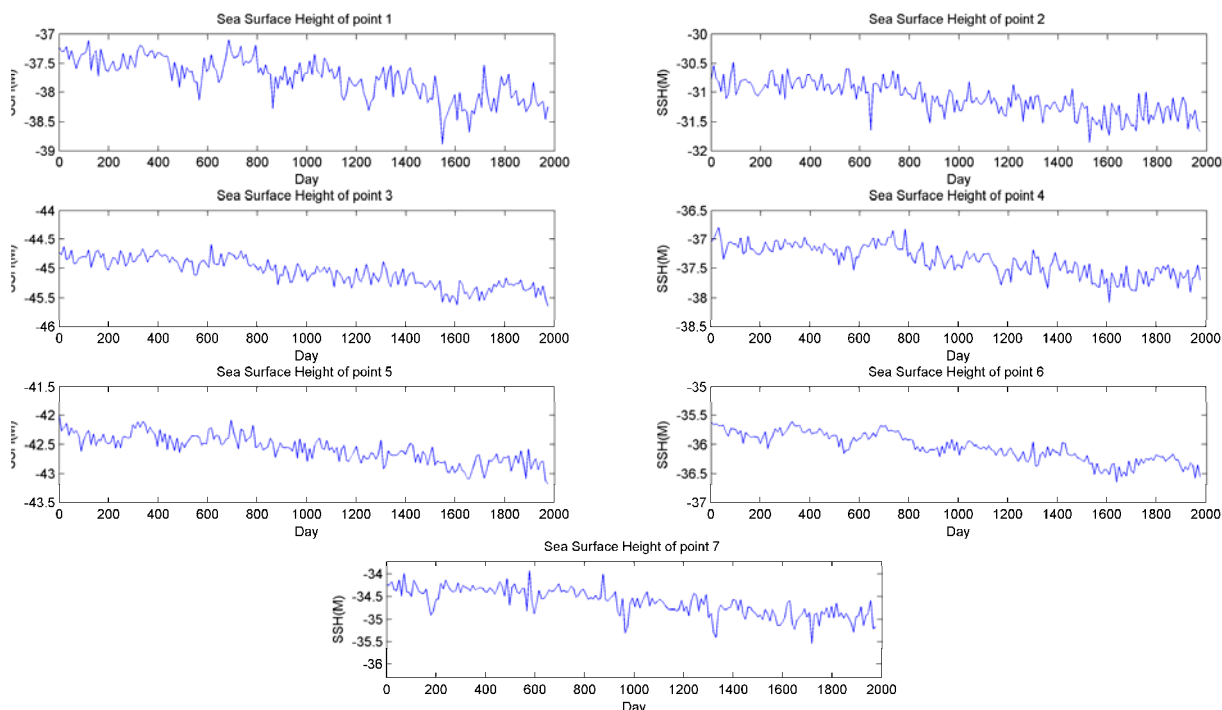 Sea Surface Height of point 1
Sea Surface Height of point 2
-37
-37.5
-38
-38.5
-39
SSH(M)
0 200 400 600 800 1000 1200 1400 1600 1800 2000
Day
-30
-30.5
-31
-31.5
-32
SSH(M)
0 200 400 600 800 1000 1200 1400 1600 1800 2000
Day
Sea Surface Height of point 3
Sea Surface Height of point 4
-44
-44.5
-45
-45.5
-46
SSH(M)
0 200 400 600 800 1000 1200 1400 1600 1800 2000
Day
-36.5
-37
-37.5
-38
-38.5
SSH(M)
0 200 400 600 800 1000 1200 1400 1600 1800 2000
Day
Sea Surface Height of point 5
Sea Surface Height of point 6
-41.5
-42
-42.5
-43
-43.5
SSH(M)
0 200 400 600 800 1000 1200 1400 1600 1800 2000
Day
-35
-35.5
-36
-36.5
-37
SSH(M)
0 200 400 600 800 1000 1200 1400 1600 1800 2000
Day
Sea Surface Height of point 7
-34
-34.5
-35
-35.5
-36
SSH(M)
0 200 400 600 800 1000 1200 1400 1600 1800 2000
Day